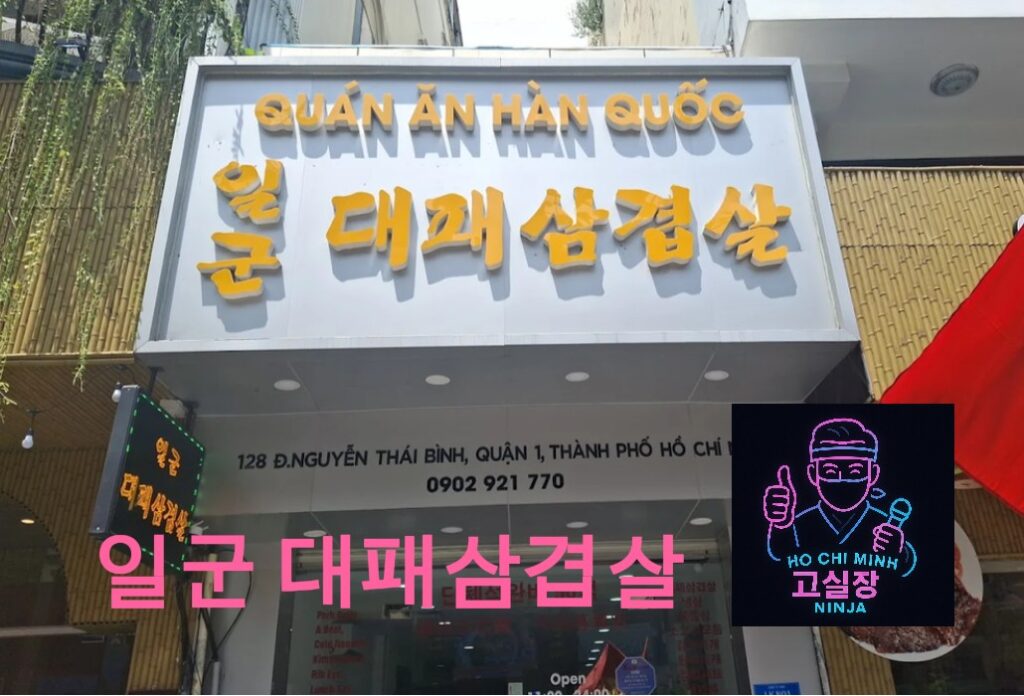 QUÁN ĂN HÀN QUỐC
일군 대패삼겹살
128 Đ.NGUYỄN THÁI BÌNH, QUẬN 1, THÀNH PHỐ HỒ CHÍ
0902 921 770
일군
대패삼겹살
일군 대패삼겹살
HO CHI MINH
고실장
NINJA
Open